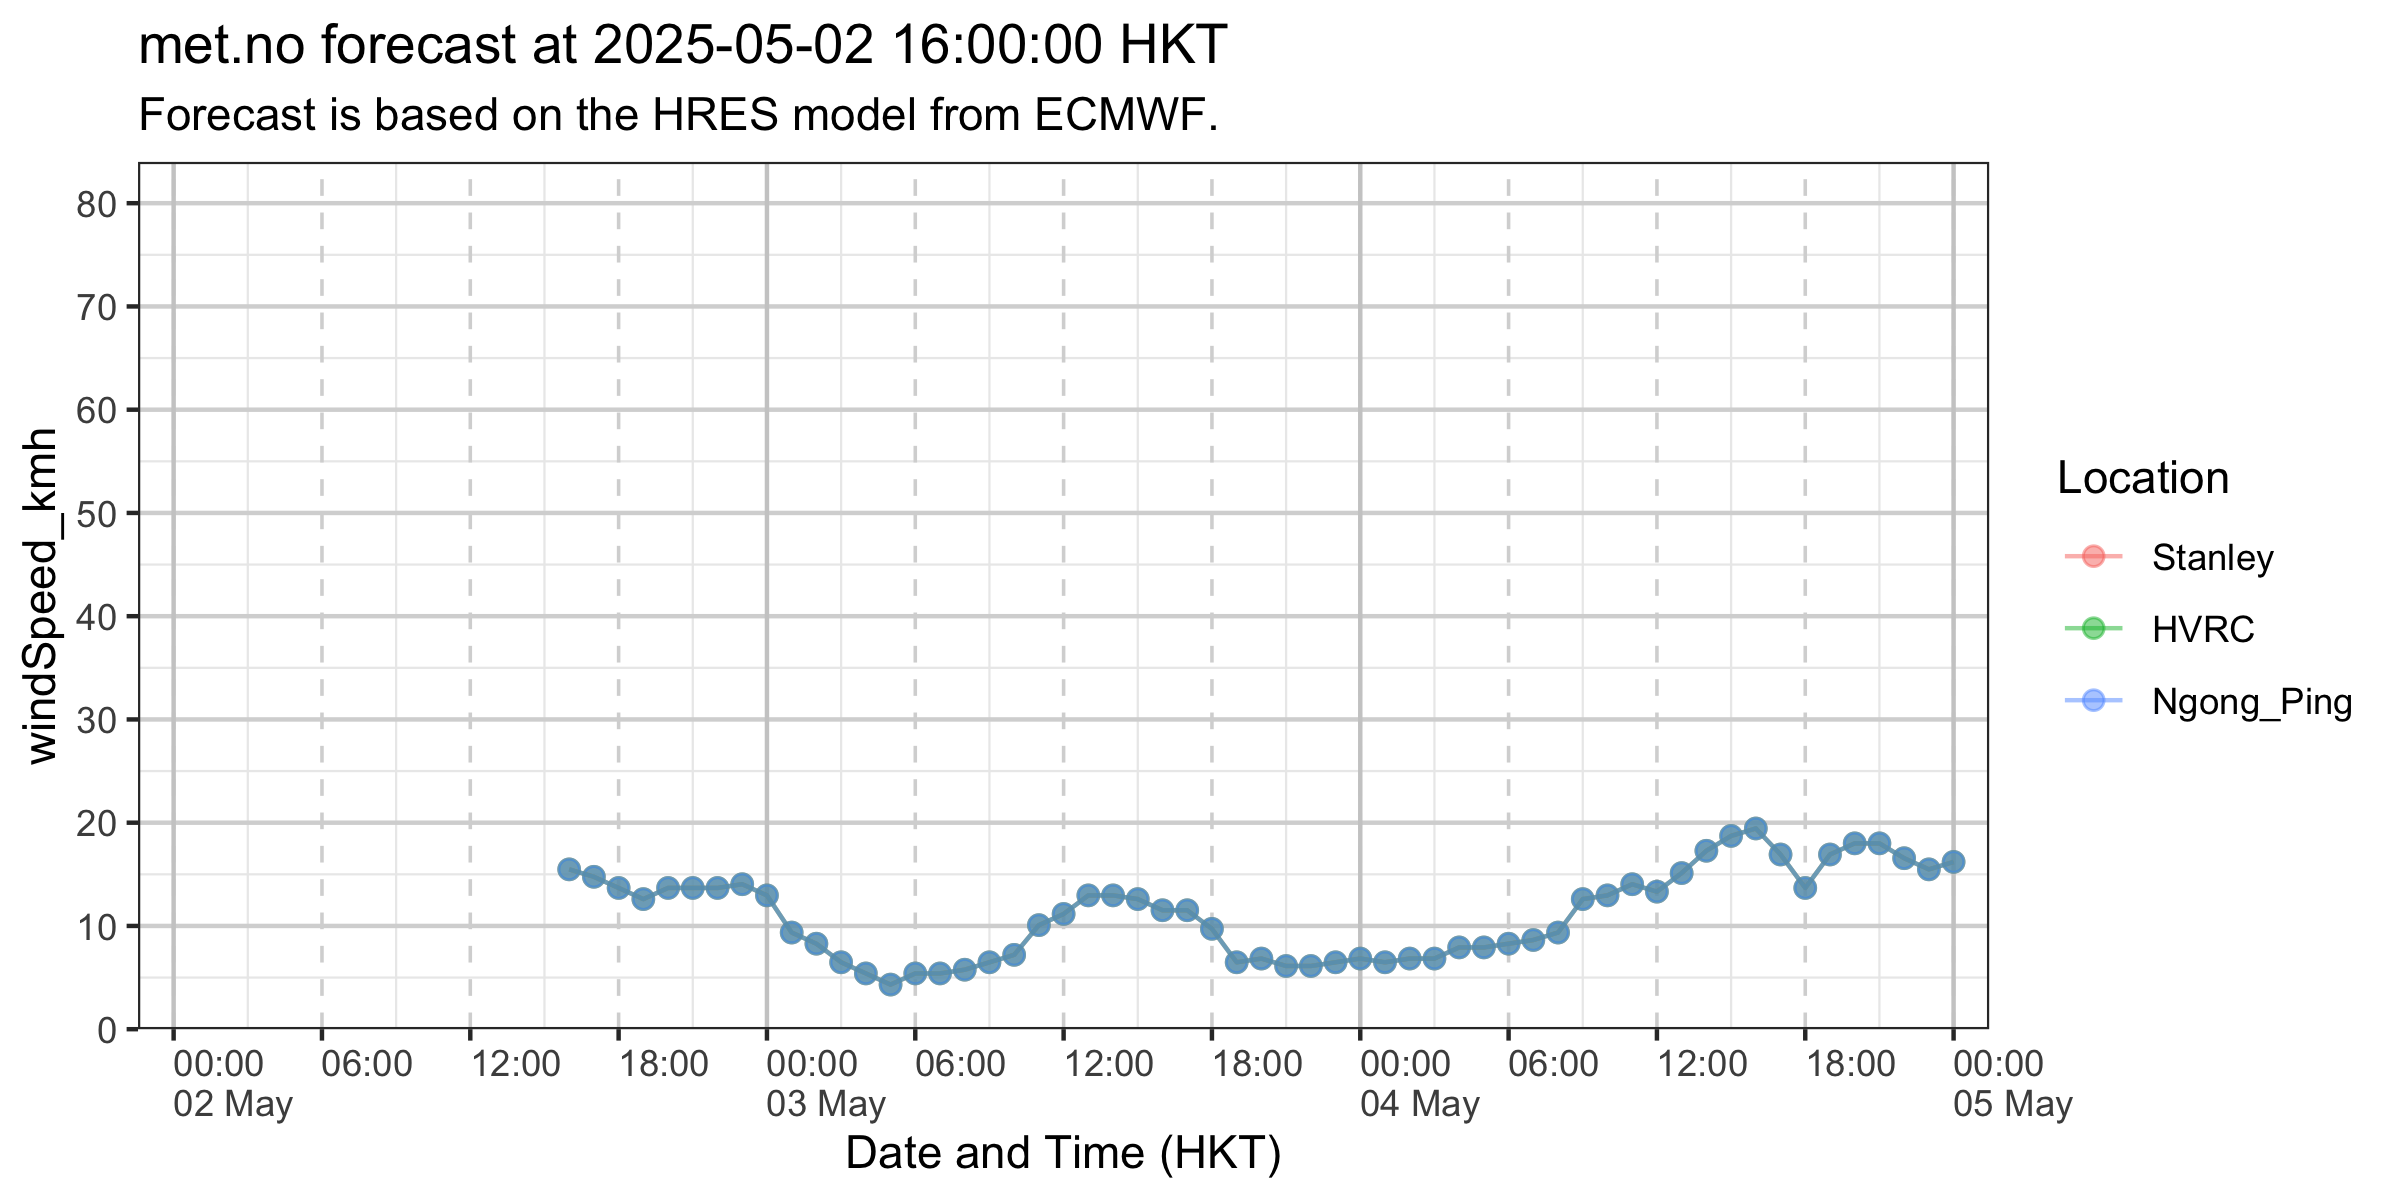 met.no forecast at 2025-05-02 16:00:00 HKT
Forecast is based on the HRES model from ECMWF.
windSpeed_kmh
80
70
60
50
40
30
20
10
0
00:00 06:00 12:00 18:00 00:00 06:00 12:00 18:00 00:00 06:00 12:00 18:00 00:00
02 May 03 May 04 May 05 May
Date and Time (HKT)
Location
Stanley
HVRC
Ngong_Ping